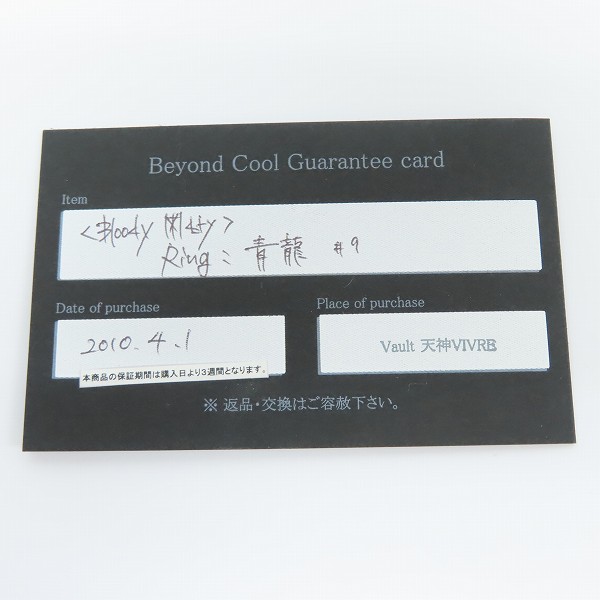 Beyond Cool Guarantee card
Item
<Bloody Mary>
Ring : 青龍 #9
Date of purchase
2010.4.1
本商品の保証期間は購入日より3週間となります。
Place of purchase
Vault 天神VIVRE
※ 返品・交換はご容赦下さい。